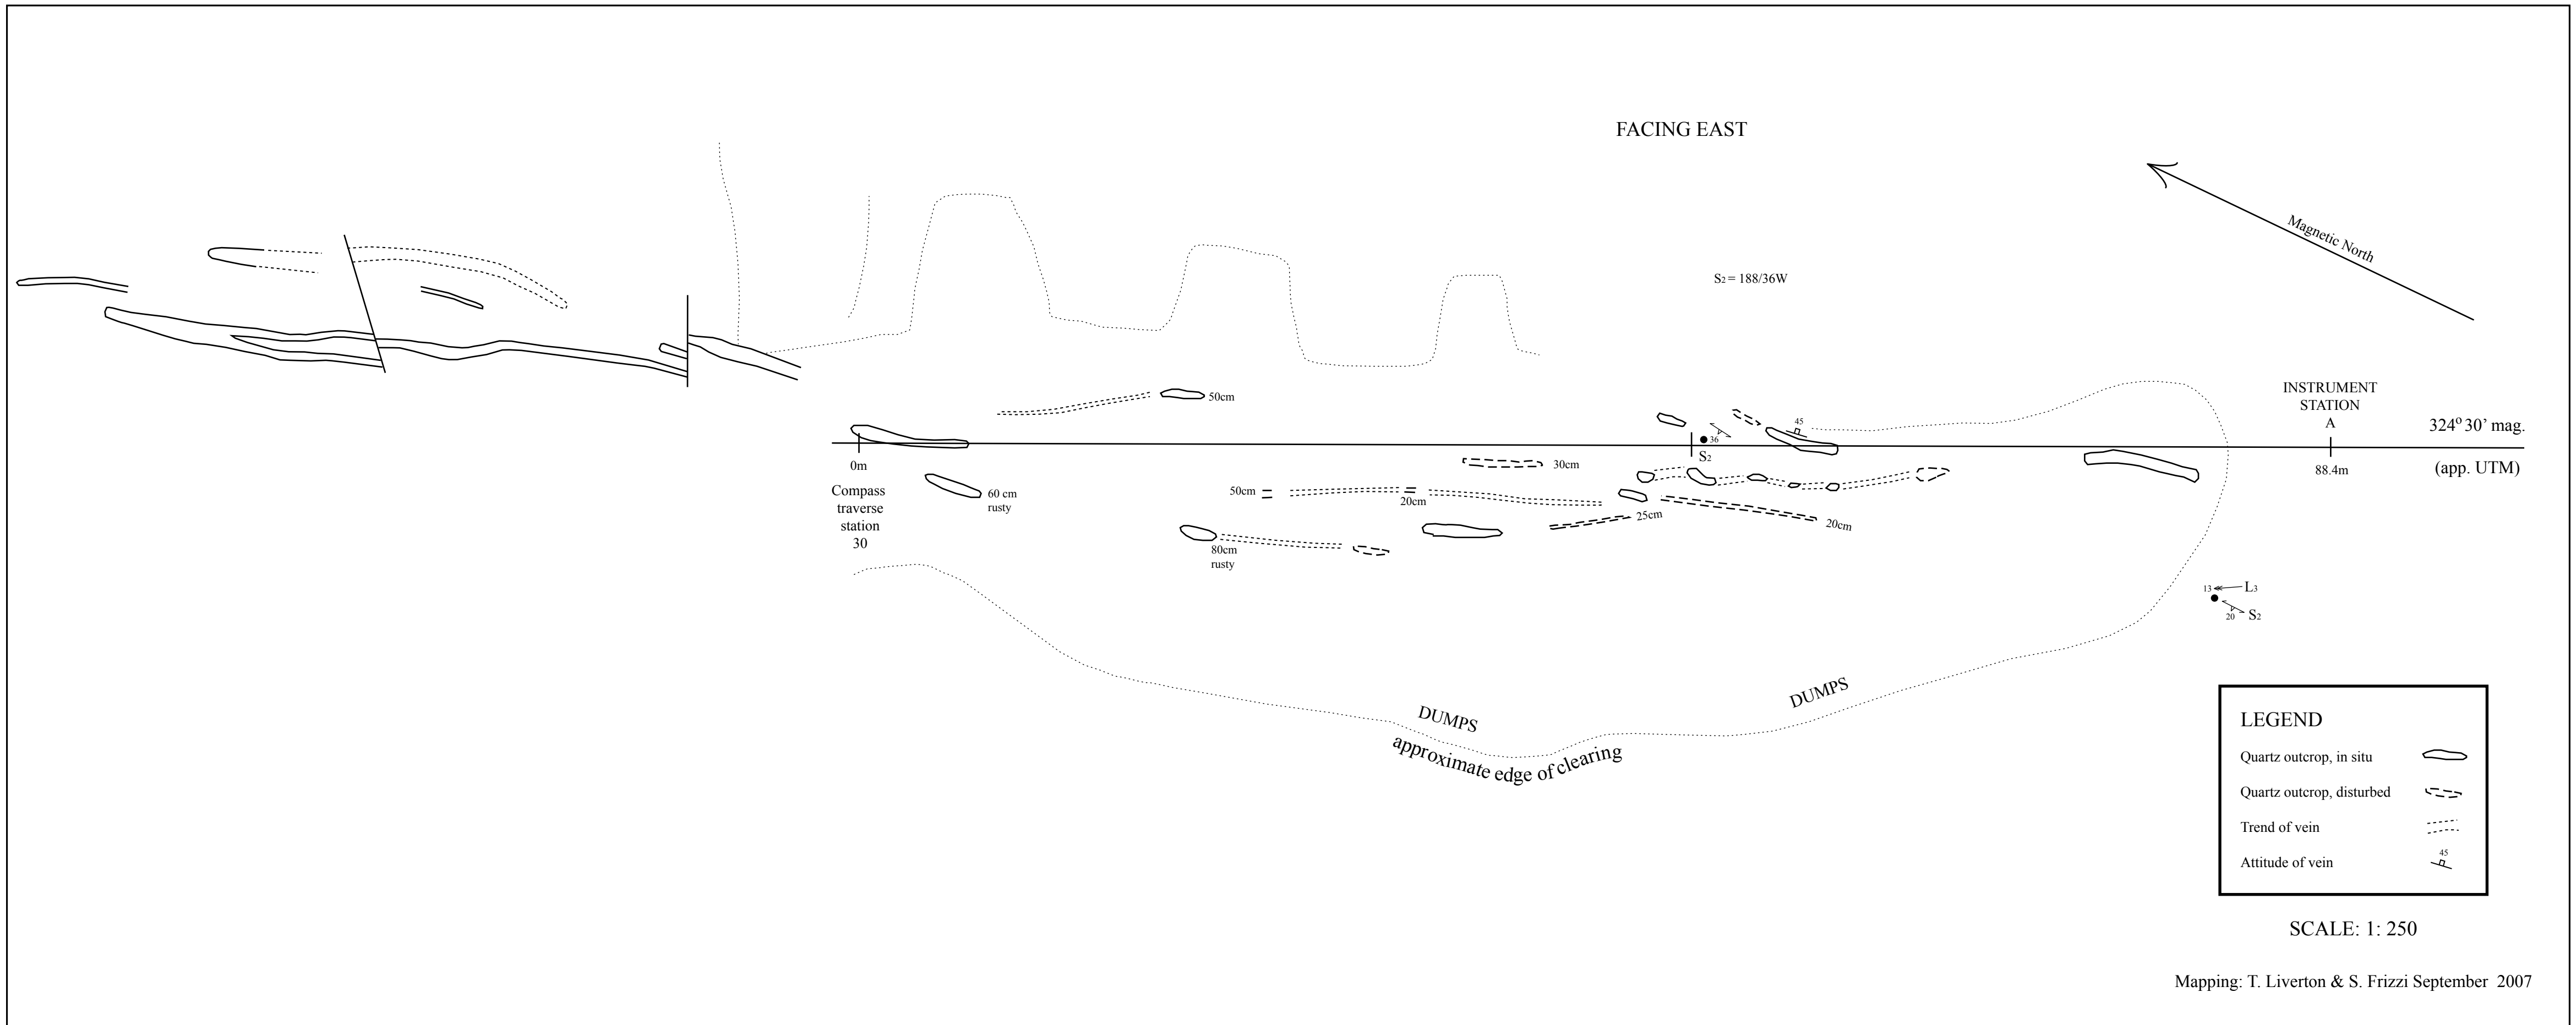 FACING EAST
Magnetic North
S2 = 188/36W
INSTRUMENT
STATION
A
324o 30’ mag.
(app. UTM)
88.4m
50cm
45
36
S2
0m
Compass
traverse
station
30
60 cm
rusty
30cm
50cm
20cm
25cm
20cm
80cm
rusty
13
L3
20
S2
DUMPS
DUMPS
approximate edge of clearing
LEGEND
Quartz outcrop, in situ
Quartz outcrop, disturbed
Trend of vein
Attitude of vein
45
SCALE: 1: 250
Mapping: T. Liverton & S. Frizzi September 2007